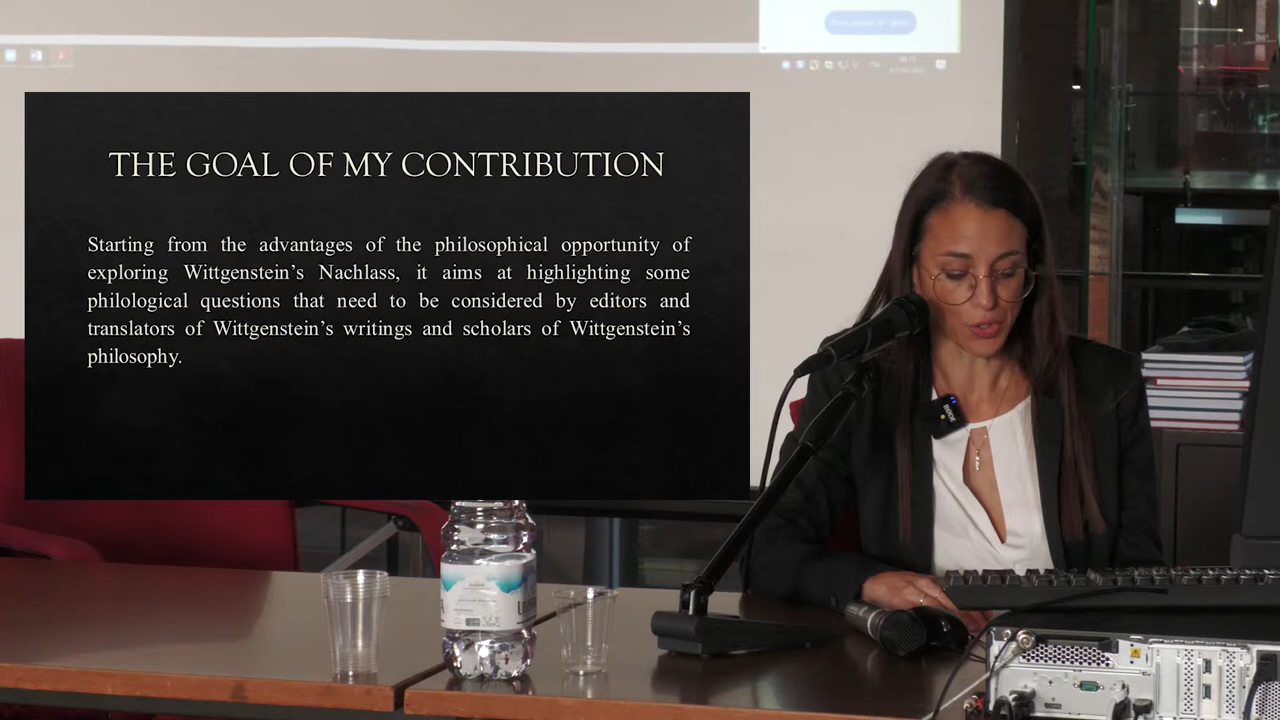 THE GOAL OF MY CONTRIBUTION
Starting from the advantages of the philosophical opportunity of
exploring Wittgenstein's Nachlass, it aims at highlighting some
philological questions that need to be considered by editors and
translators of Wittgenstein's writings and scholars of Wittgenstein's
philosophy.